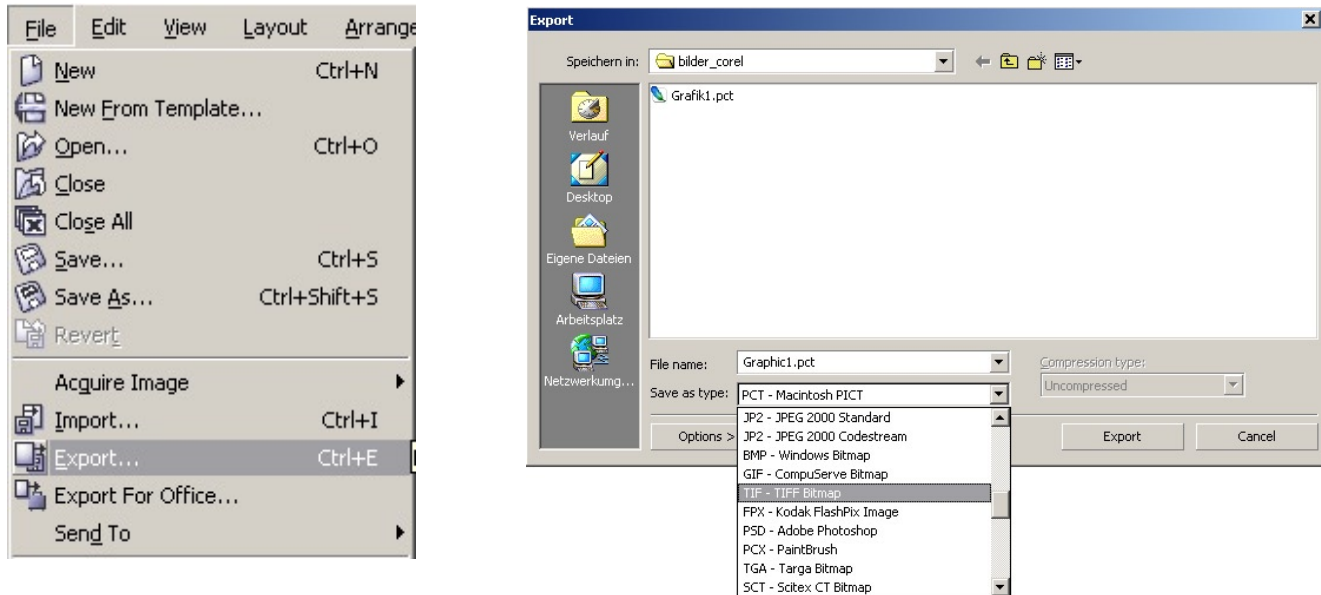 File Edit View Layout Arrange
New Ctrl+N
New From Template...
Open... Ctrl+O
Close
Close All
Save... Ctrl+S
Save As... Ctrl+Shift+S
Revert
Acquire Image
Import... Ctrl+I
Export... Ctrl+E
Export For Office...
Send To
Export
Speichern in: bilder_corel
Grafik1.pct
Verlauf
Desktop
Eigene Dateien
Arbeitsplatz
Netzwerkumg...
File name: Graphic1.pct
Compression type:
Save as type: PCT - Macintosh PICT
Uncompressed
Options >
Export
Cancel
JP2 - JPEG 2000 Standard
JP2 - JPEG 2000 Codestream
BMP - Windows Bitmap
GIF - CompuServe Bitmap
TIF - TIFF Bitmap
FPX - Kodak FlashPix Image
PSD - Adobe Photoshop
PCX - PaintBrush
TGA - Targa Bitmap
SCT - Scitex CT Bitmap